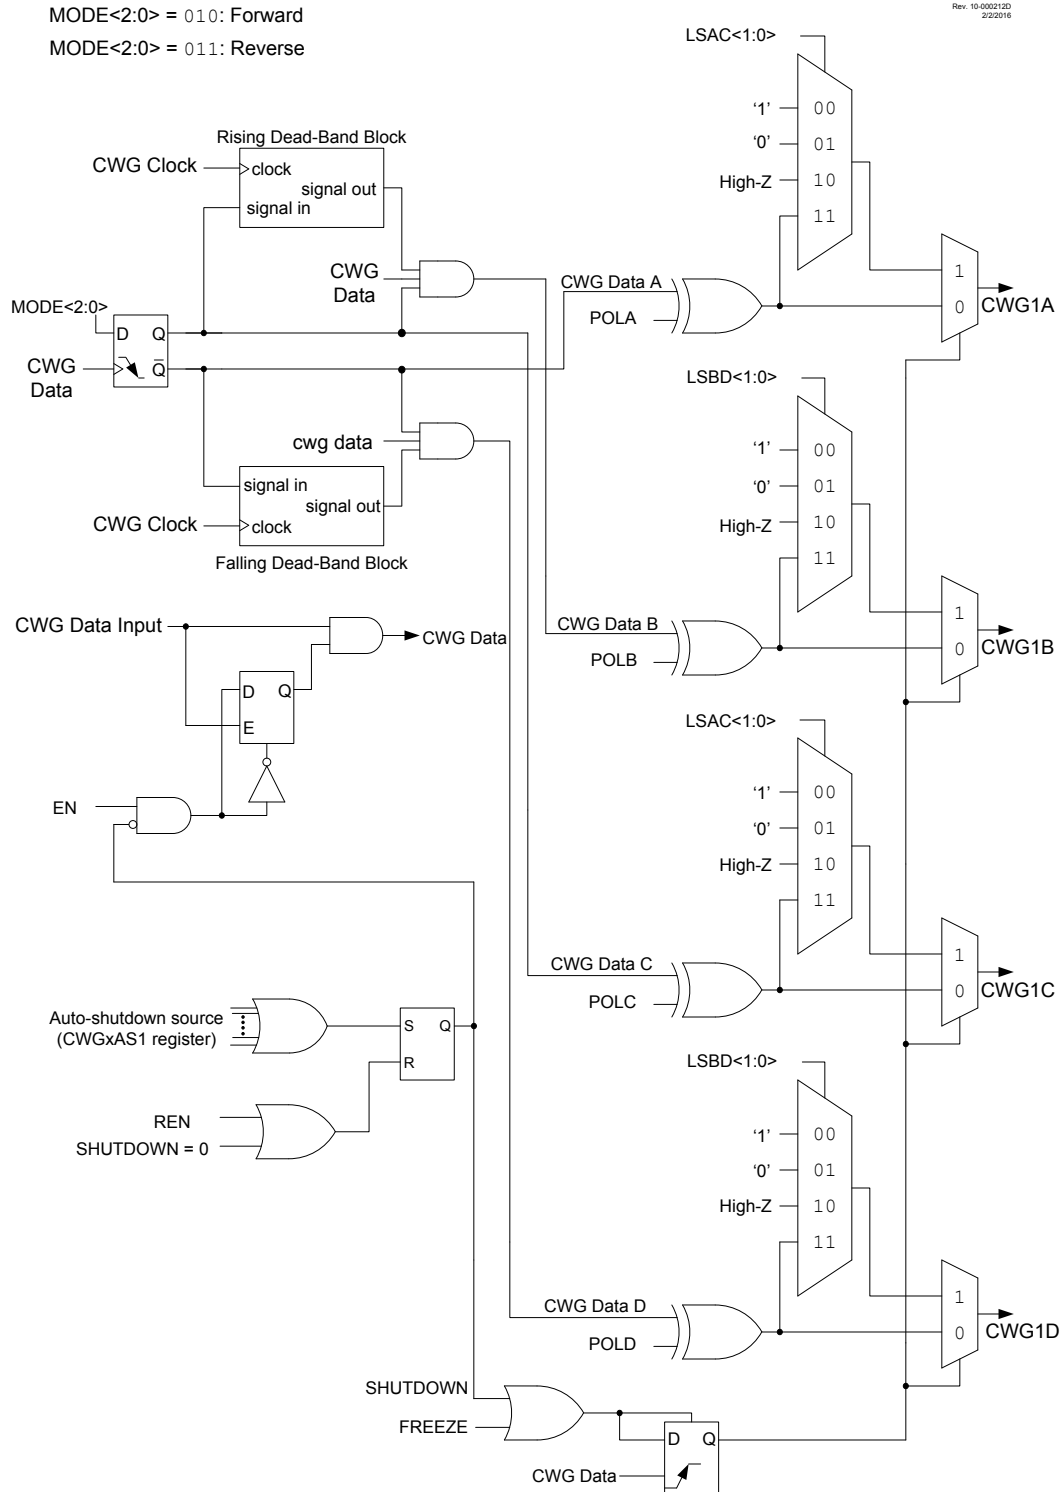 MODE<2:0> = 010: Forward
MODE<2:0> = 011: Reverse
Rev. 10-000212D
2/2/2016
LSAC<1:0>
'1'
00
'0'
01
High-Z
10
11
Rising Dead-Band Block
CWG Clock
clock
signal out
signal in
CWG
Data
CWG Data A
POLA
1
0
CWG1A
MODE<2:0>
D
Q
Q
CWG
Data
LSBD<1:0>
'1'
00
'0'
01
High-Z
10
11
cwg data
signal in
signal out
CWG Clock
clock
Falling Dead-Band Block
CWG Data B
POLB
1
0
CWG1B
CWG Data Input
CWG Data
D
Q
E
EN
LSAC<1:0>
'1'
00
'0'
01
High-Z
10
11
CWG Data C
POLC
1
0
CWG1C
Auto-shutdown source
(CWGxAS1 register)
S
Q
R
REN
SHUTDOWN = 0
LSBD<1:0>
'1'
00
'0'
01
High-Z
10
11
CWG Data D
POLD
1
0
CWG1D
SHUTDOWN
FREEZE
D
Q
CWG Data